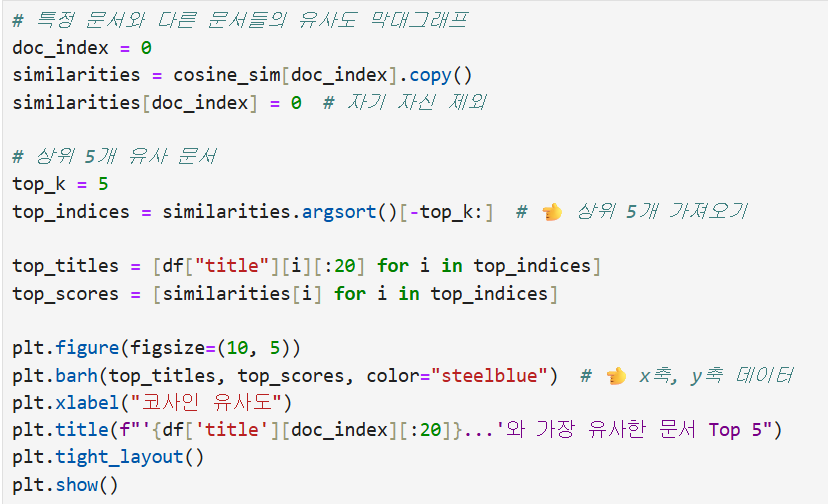 # 특정 문서와 다른 문서들의 유사도 막대그래프
doc_index = 0
similarities = cosine_sim[doc_index].copy()
similarities[doc_index] = 0  # 자기 자신 제외

# 상위 5개 유사 문서
top_k = 5
top_indices = similarities.argsort()[-top_k:]  # 👈 상위 5개 가져오기

top_titles = [df["title"][i][:20] for i in top_indices]
top_scores = [similarities[i] for i in top_indices]

plt.figure(figsize=(10, 5))
plt.barh(top_titles, top_scores, color="steelblue")  # 👈 x축, y축 데이터
plt.xlabel("코사인 유사도")
plt.title(f"'{df['title'][doc_index][:20]}...'와 가장 유사한 문서 Top 5")
plt.tight_layout()
plt.show()